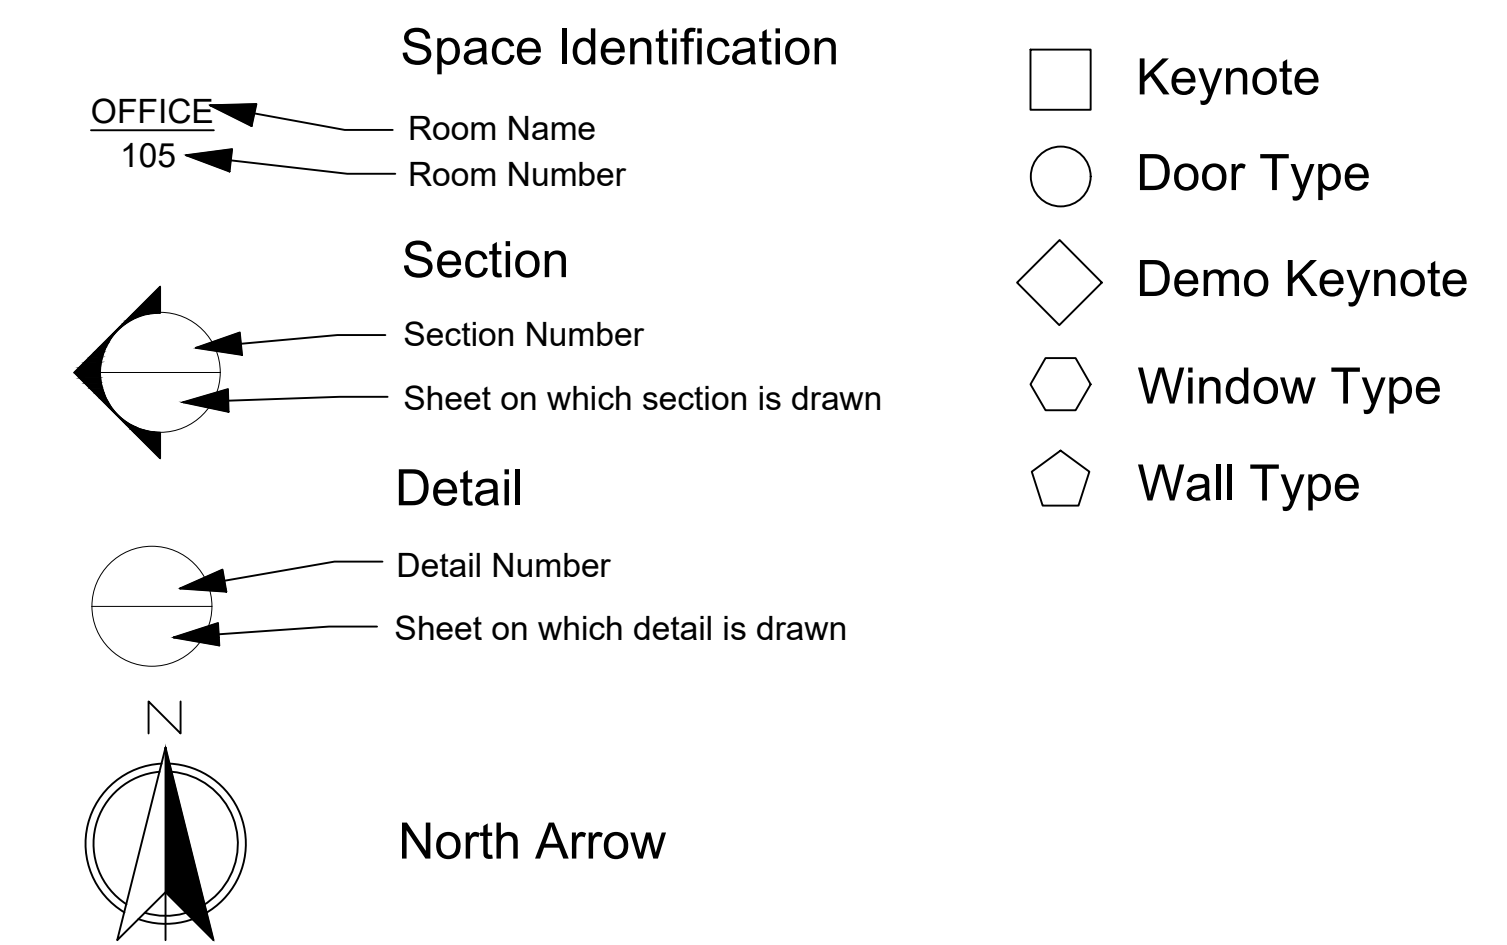 Space Identification
OFFICE
105
Room Name
Room Number
Section
Section Number
Sheet on which section is drawn
Detail
Detail Number
Sheet on which detail is drawn
N
North Arrow
Keynote
Door Type
Demo Keynote
Window Type
Wall Type